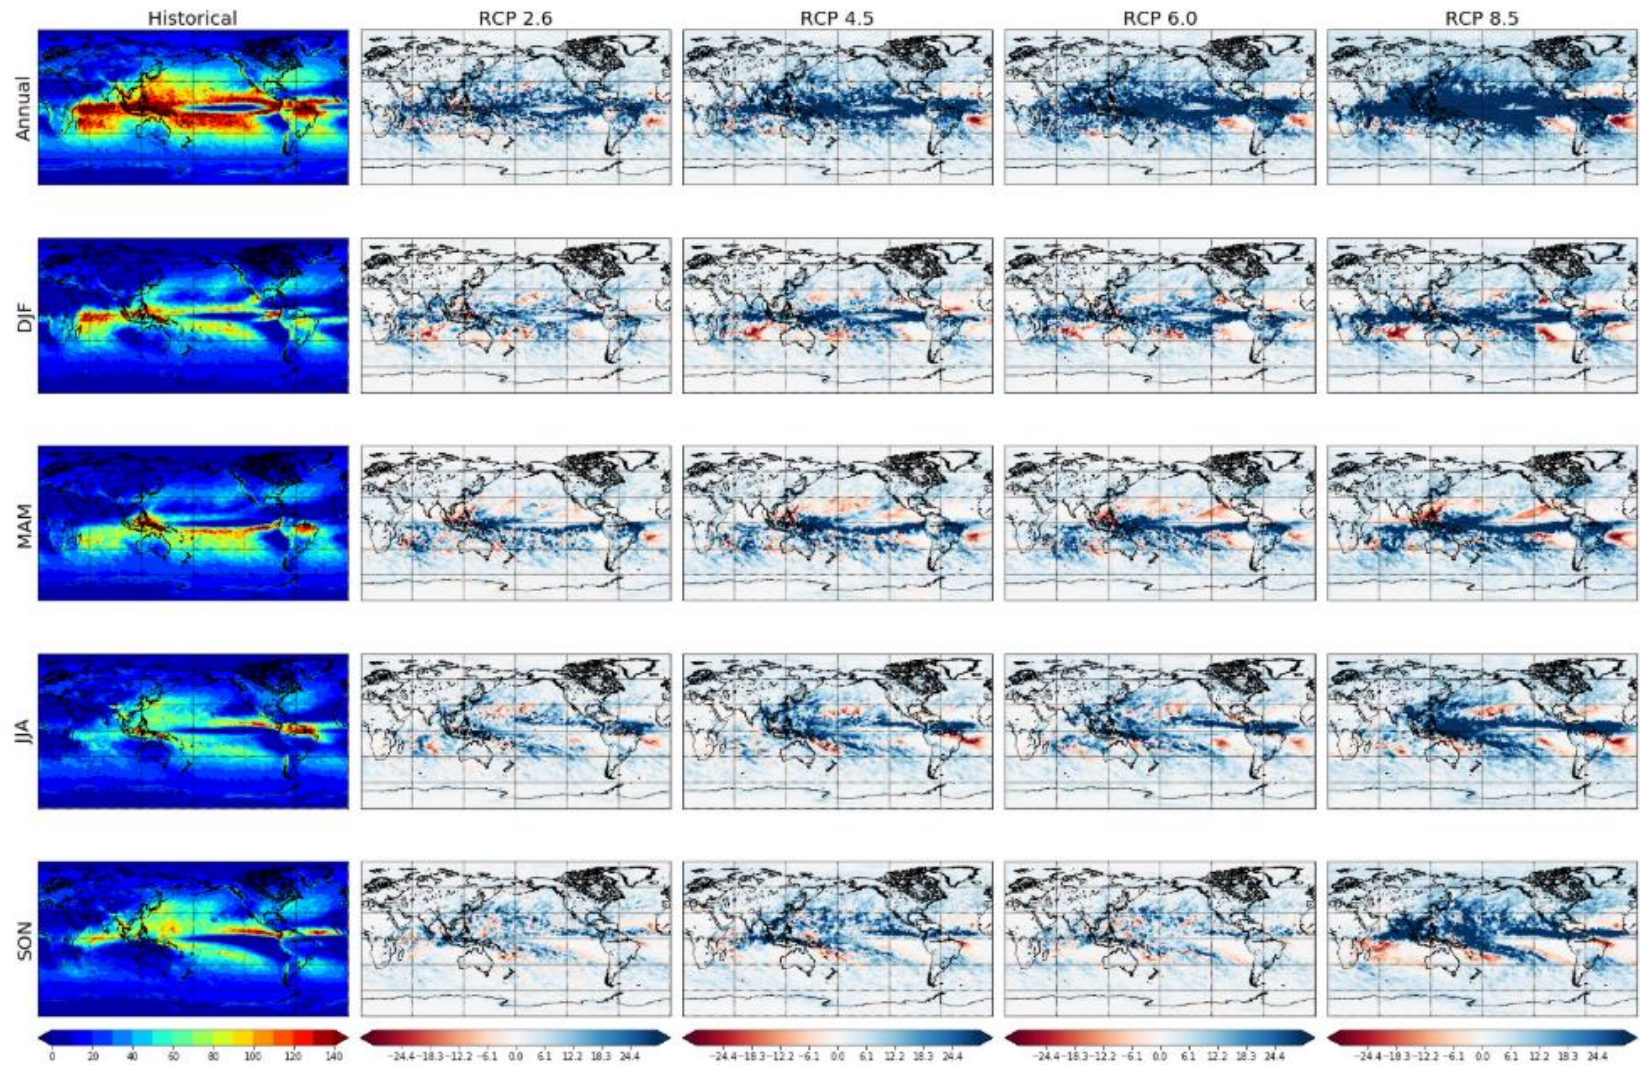 Historical RCP 2.6 RCP 4.5 RCP 6.0 RCP 8.5
Annual
DJF
MAM
JJA
SON
0 20 40 60 80 100 120 140 −24.4 −18.3 −12.2 −6.1 0.0 6.1 12.2 18.3 24.4 −24.4 −18.3 −12.2 −6.1 0.0 6.1 12.2 18.3 24.4 −24.4 −18.3 −12.2 −6.1 0.0 6.1 12.2 18.3 24.4 −24.4 −18.3 −12.2 −6.1 0.0 6.1 12.2 18.3 24.4